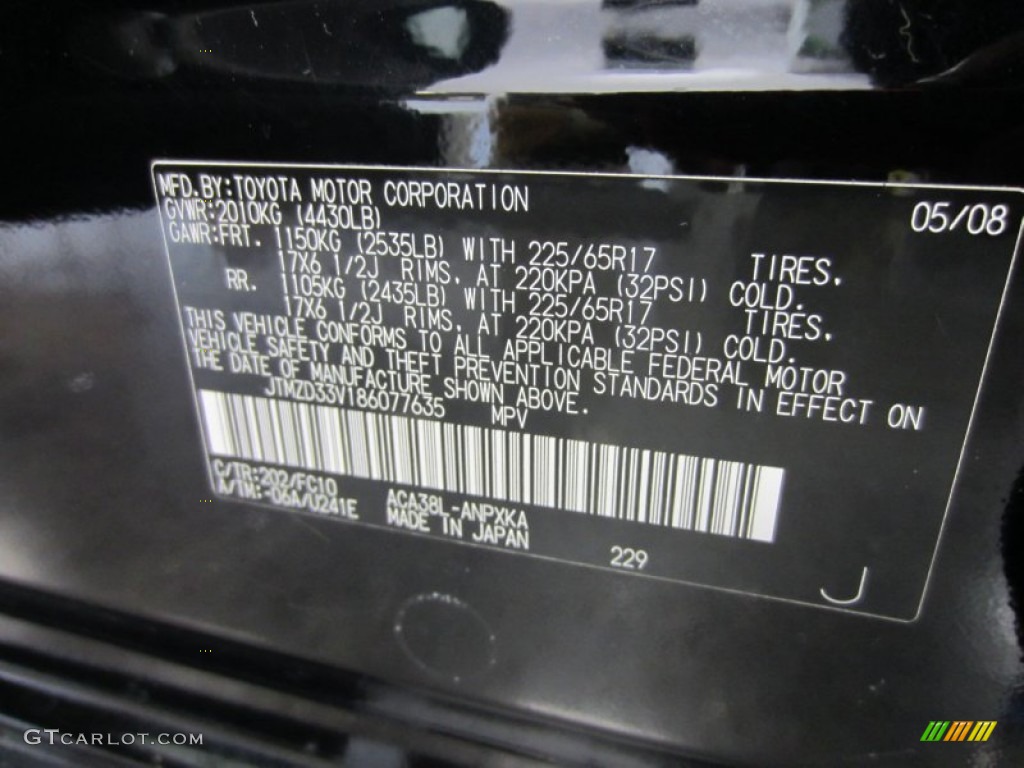 MFD.BY:TOYOTA MOTOR CORPORATION 05/08
GVWR:2010KG (4430LB)
GAWR:FRT. 1150KG (2535LB) WITH 225/65R17 TIRES,
17X6 1/2J RIMS, AT 220KPA (32PSI) COLD.
RR. 1105KG (2435LB) WITH 225/65R17 TIRES,
17X6 1/2J RIMS, AT 220KPA (32PSI) COLD.
THIS VEHICLE CONFORMS TO ALL APPLICABLE FEDERAL MOTOR
VEHICLE SAFETY AND THEFT PREVENTION STANDARDS IN EFFECT ON
THE DATE OF MANUFACTURE SHOWN ABOVE.
JTMZD33V186077635 MPV
C/TR:202/FC10 ACA38L-ANPXKA
A/TM:-06A/U241E MADE IN JAPAN
229
J
GTCARLOT.COM